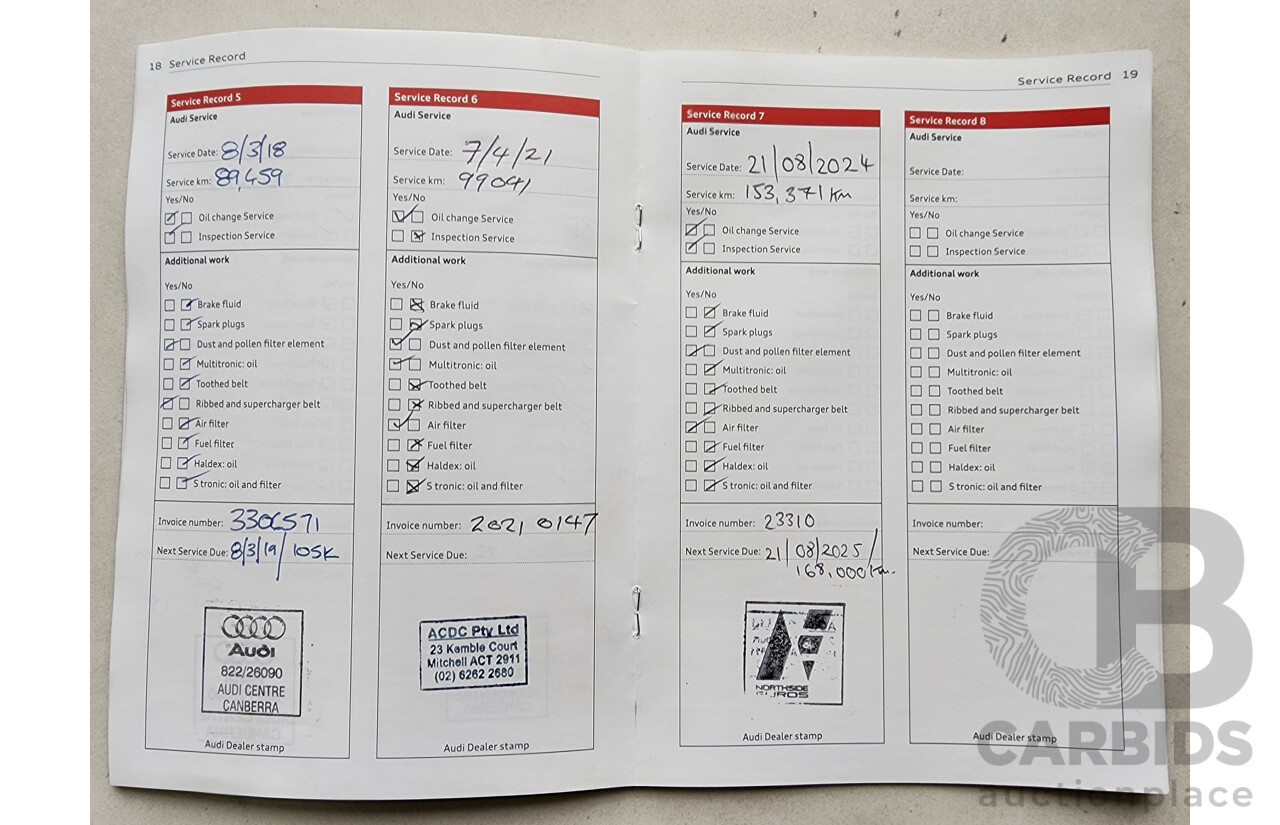 18 Service Record
Service Record 5
Audi Service
Service Date: 8/3/18
Service km: 89,459
Yes/No
Oil change Service
Inspection Service
Additional work
Yes/No
Brake fluid
Spark plugs
Dust and pollen filter element
Multitronic: oil
Toothed belt
Ribbed and supercharger belt
Air filter
Fuel filter
Haldex: oil
S tronic: oil and filter
Invoice number: 3306571
Next Service Due: 8/3/19/ 105K
Audi
822/26090
AUDI CENTRE
CANBERRA
Audi Dealer stamp
Service Record 6
Audi Service
Service Date: 7/4/21
Service km: 99041
Yes/No
Oil change Service
Inspection Service
Additional work
Yes/No
Brake fluid
Spark plugs
Dust and pollen filter element
Multitronic: oil
Toothed belt
Ribbed and supercharger belt
Air filter
Fuel filter
Haldex: oil
S tronic: oil and filter
Invoice number: 2021 0147
Next Service Due:
ACDC Pty Ltd
23 Kemble Court
Mitchell ACT 2911
(02) 6262 2680
Audi Dealer stamp
Service Record 19
Service Record 7
Audi Service
Service Date: 21/08/2024
Service km: 153,371 km
Yes/No
Oil change Service
Inspection Service
Additional work
Yes/No
Brake fluid
Spark plugs
Dust and pollen filter element
Multitronic: oil
Toothed belt
Ribbed and supercharger belt
Air filter
Fuel filter
Haldex: oil
S tronic: oil and filter
Invoice number: 23310
Next Service Due: 21/08/2025/
168,000 km.
NORTHSIDE
EUROS
Audi Dealer stamp
Service Record 8
Audi Service
Service Date:
Service km:
Yes/No
Oil change Service
Inspection Service
Additional work
Yes/No
Brake fluid
Spark plugs
Dust and pollen filter element
Multitronic: oil
Toothed belt
Ribbed and supercharger belt
Air filter
Fuel filter
Haldex: oil
S tronic: oil and filter
Invoice number:
Next Service Due:
Audi Dealer stamp
CB
CARBIDS
auctionplace